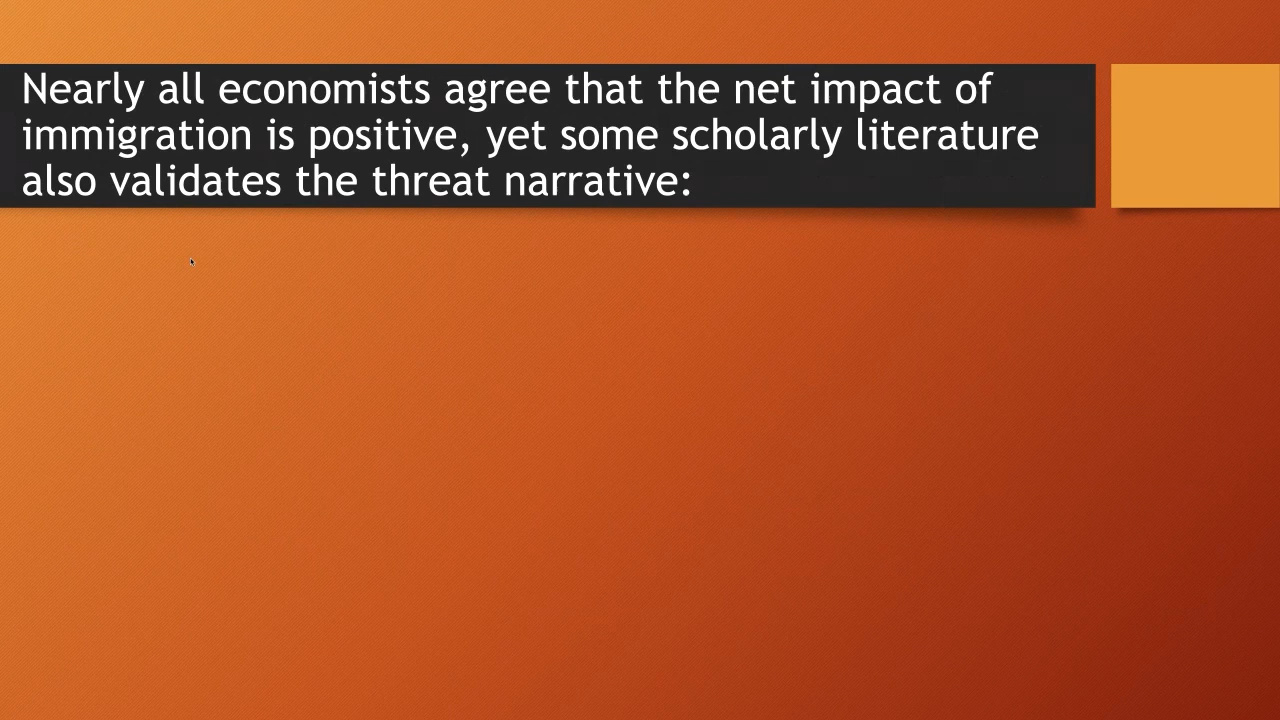 Nearly all economists agree that the net impact of
immigration is positive, yet some scholarly literature
also validates the threat narrative: